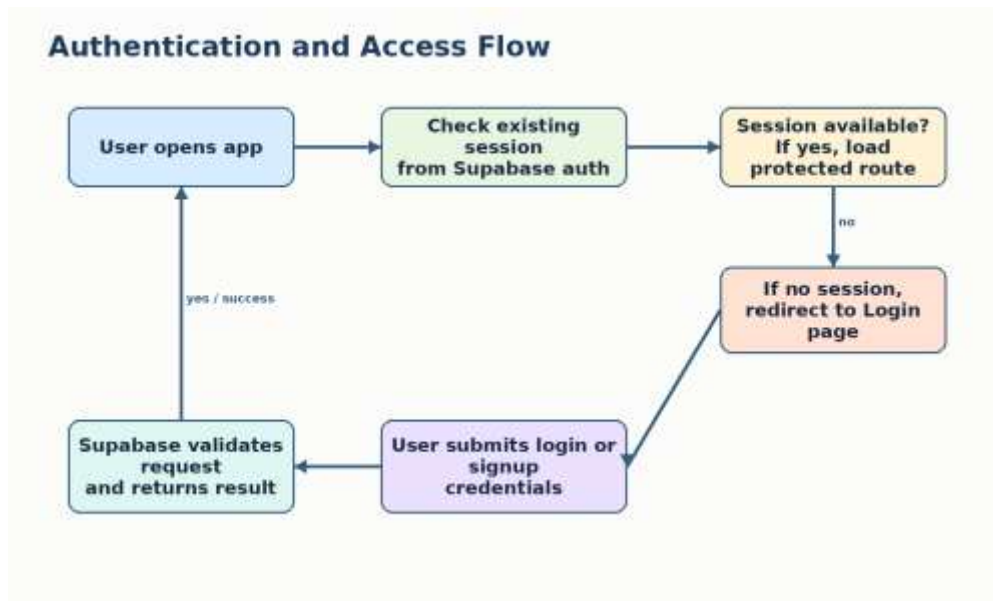 Authentication and Access Flow
User opens app
Check existing
session
from Supabase auth
Session available?
If yes, load
protected route
no
If no session,
redirect to Login
page
yes / success
Supabase validates
request
and returns result
User submits login or
signup
credentials